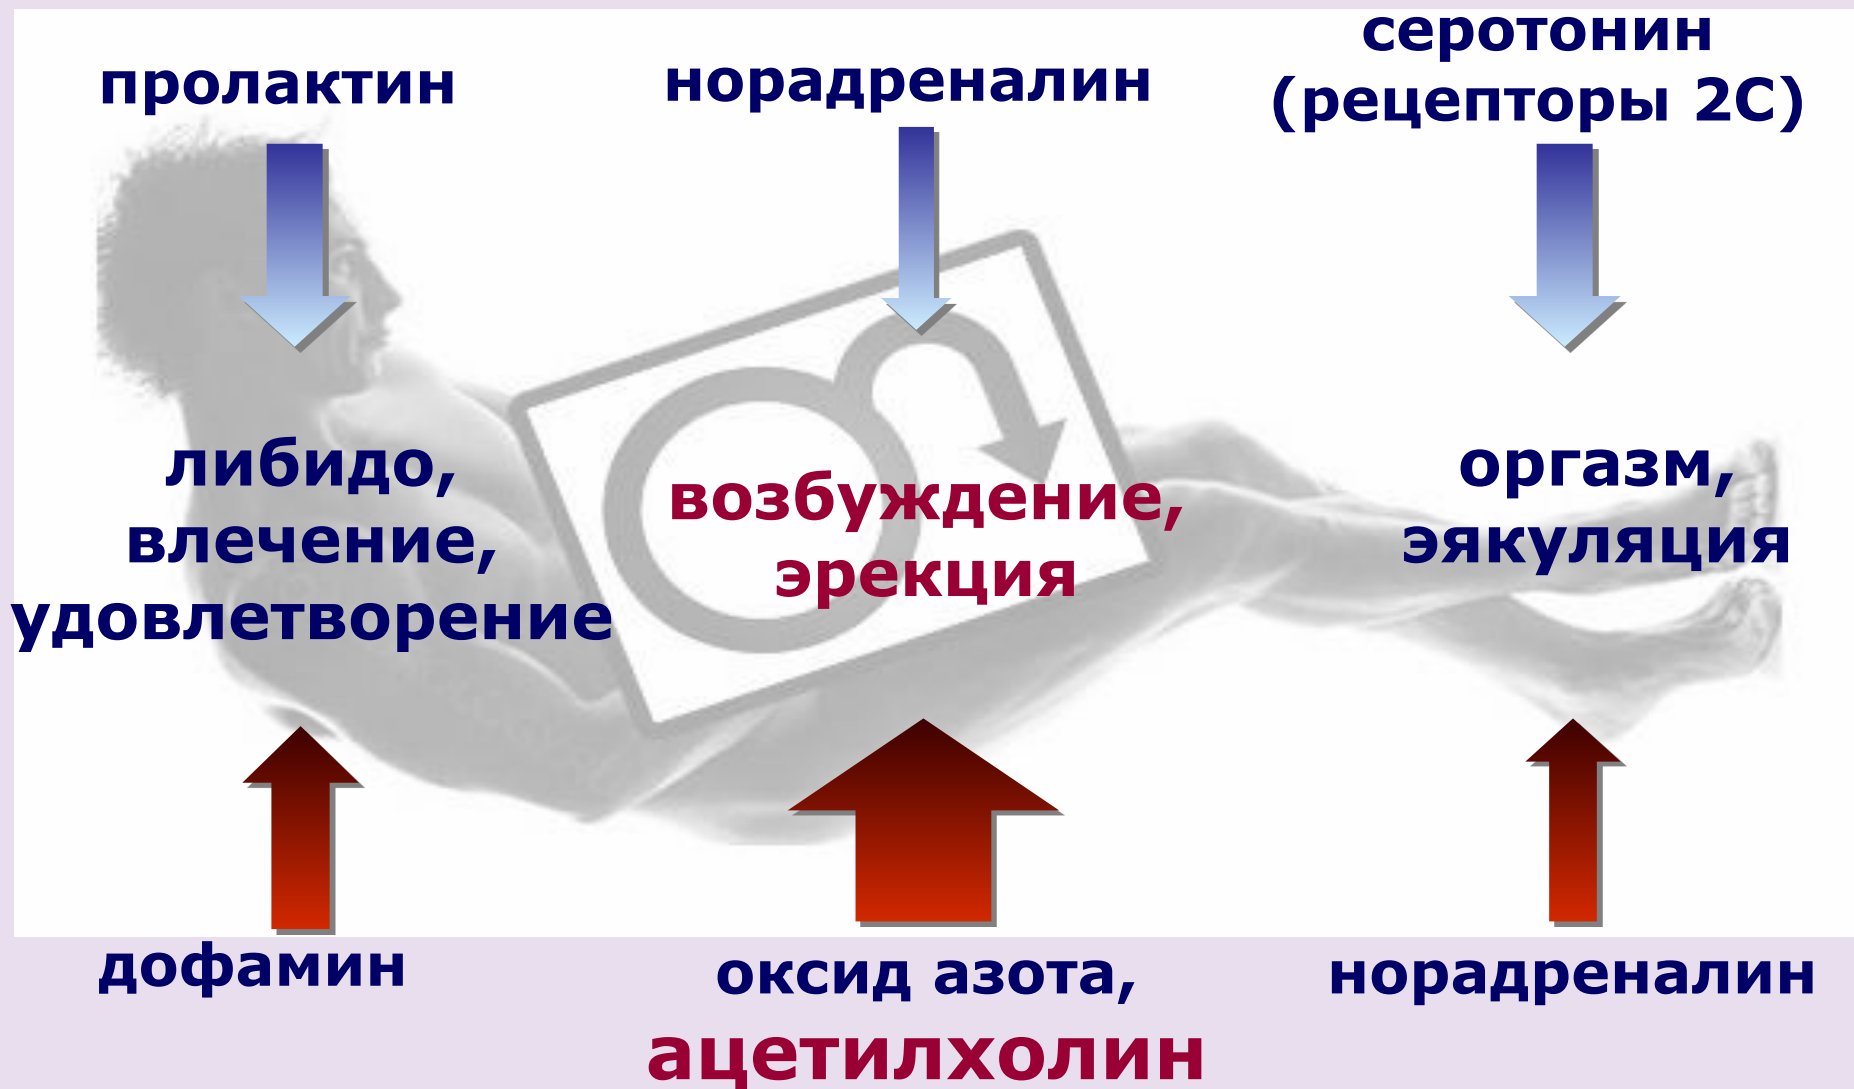 пролактин
норадреналин
серотонин
(рецепторы 2С)
либидо,
влечение,
удовлетворение
возбуждение,
эрекция
оргазм,
эякуляция
дофамин
оксид азота,
ацетилхолин
норадреналин